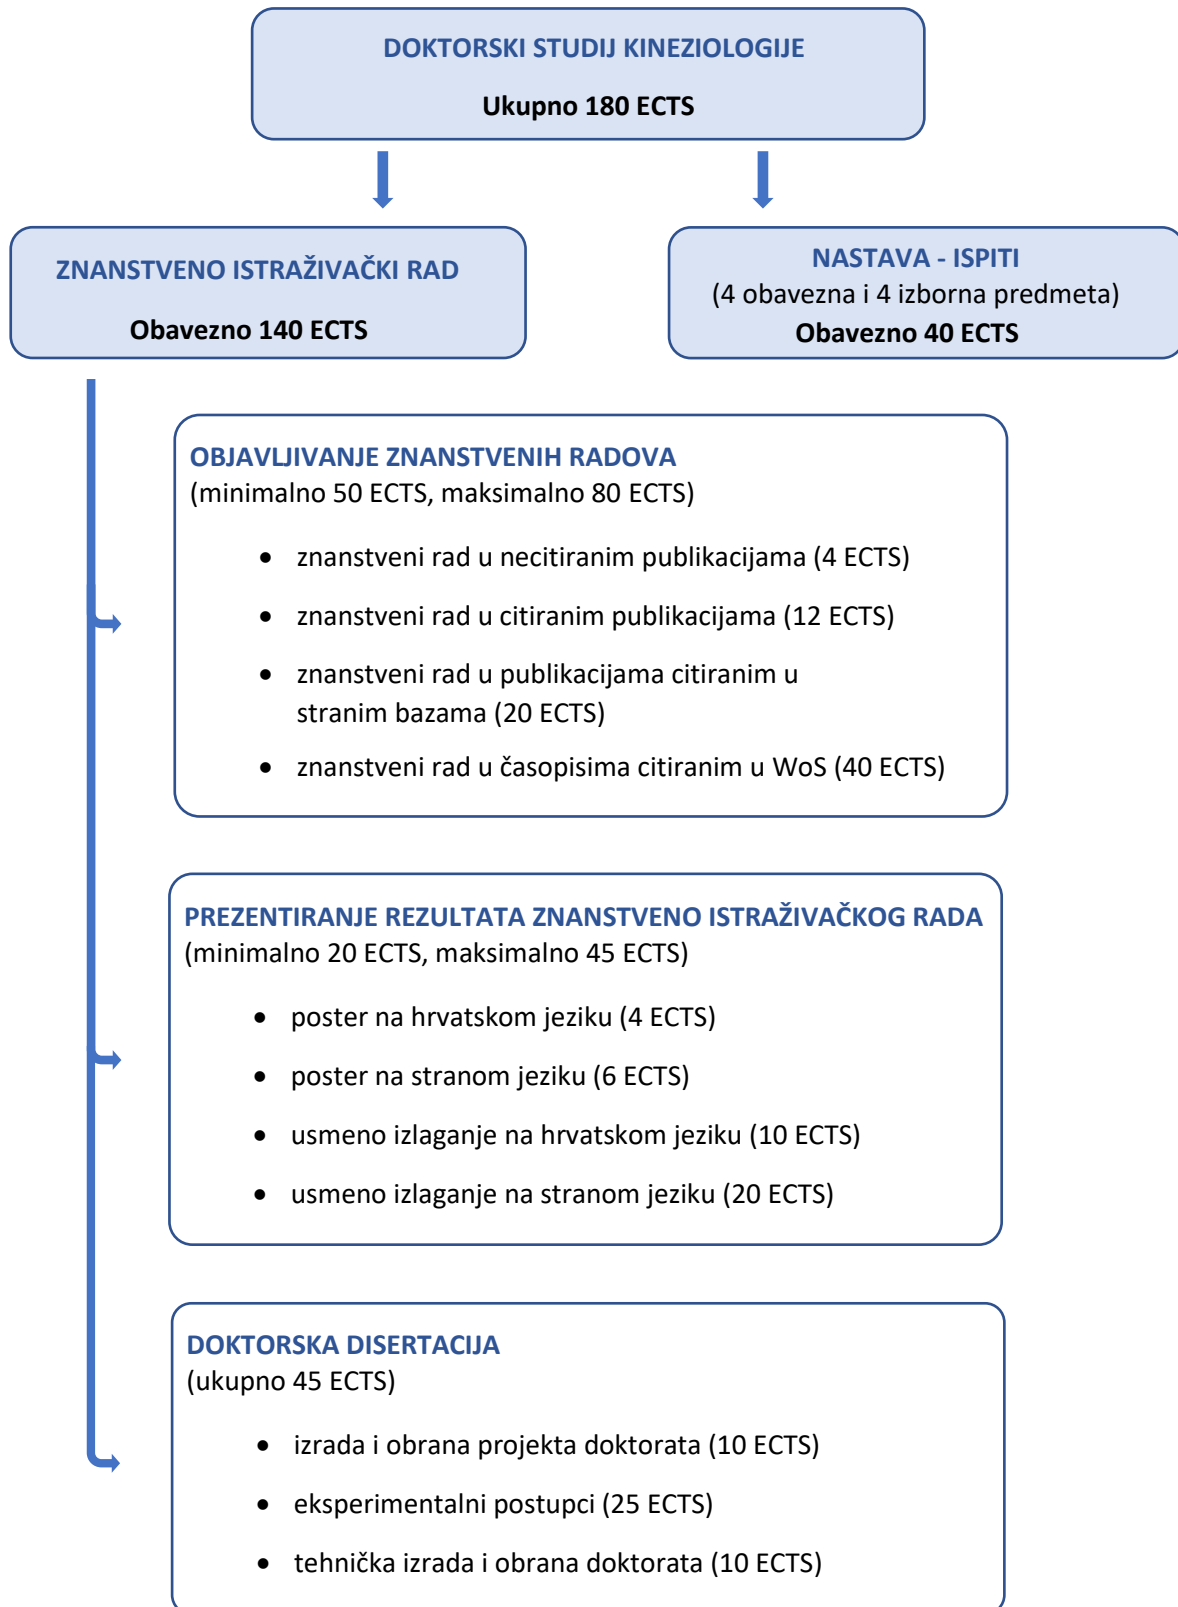 DOKTORSKI STUDIJ KINEZIOLOGIJE
Ukupno 180 ECTS
ZNANSTVENO ISTRAŽIVAČKI RAD
Obavezno 140 ECTS
NASTAVA - ISPITI
(4 obavezna i 4 izborna predmeta)
Obavezno 40 ECTS
OBJAVLJIVANJE ZNANSTVENIH RADOVA
(minimalno 50 ECTS, maksimalno 80 ECTS)
• znanstveni rad u necitiranim publikacijama (4 ECTS)
• znanstveni rad u citiranim publikacijama (12 ECTS)
• znanstveni rad u publikacijama citiranim u
stranim bazama (20 ECTS)
• znanstveni rad u časopisima citiranim u WoS (40 ECTS)
PREZENTIRANJE REZULTATA ZNANSTVENO ISTRAŽIVAČKOG RADA
(minimalno 20 ECTS, maksimalno 45 ECTS)
• poster na hrvatskom jeziku (4 ECTS)
• poster na stranom jeziku (6 ECTS)
• usmeno izlaganje na hrvatskom jeziku (10 ECTS)
• usmeno izlaganje na stranom jeziku (20 ECTS)
DOKTORSKA DISERTACIJA
(ukupno 45 ECTS)
• izrada i obrana projekta doktorata (10 ECTS)
• eksperimentalni postupci (25 ECTS)
• tehnička izrada i obrana doktorata (10 ECTS)